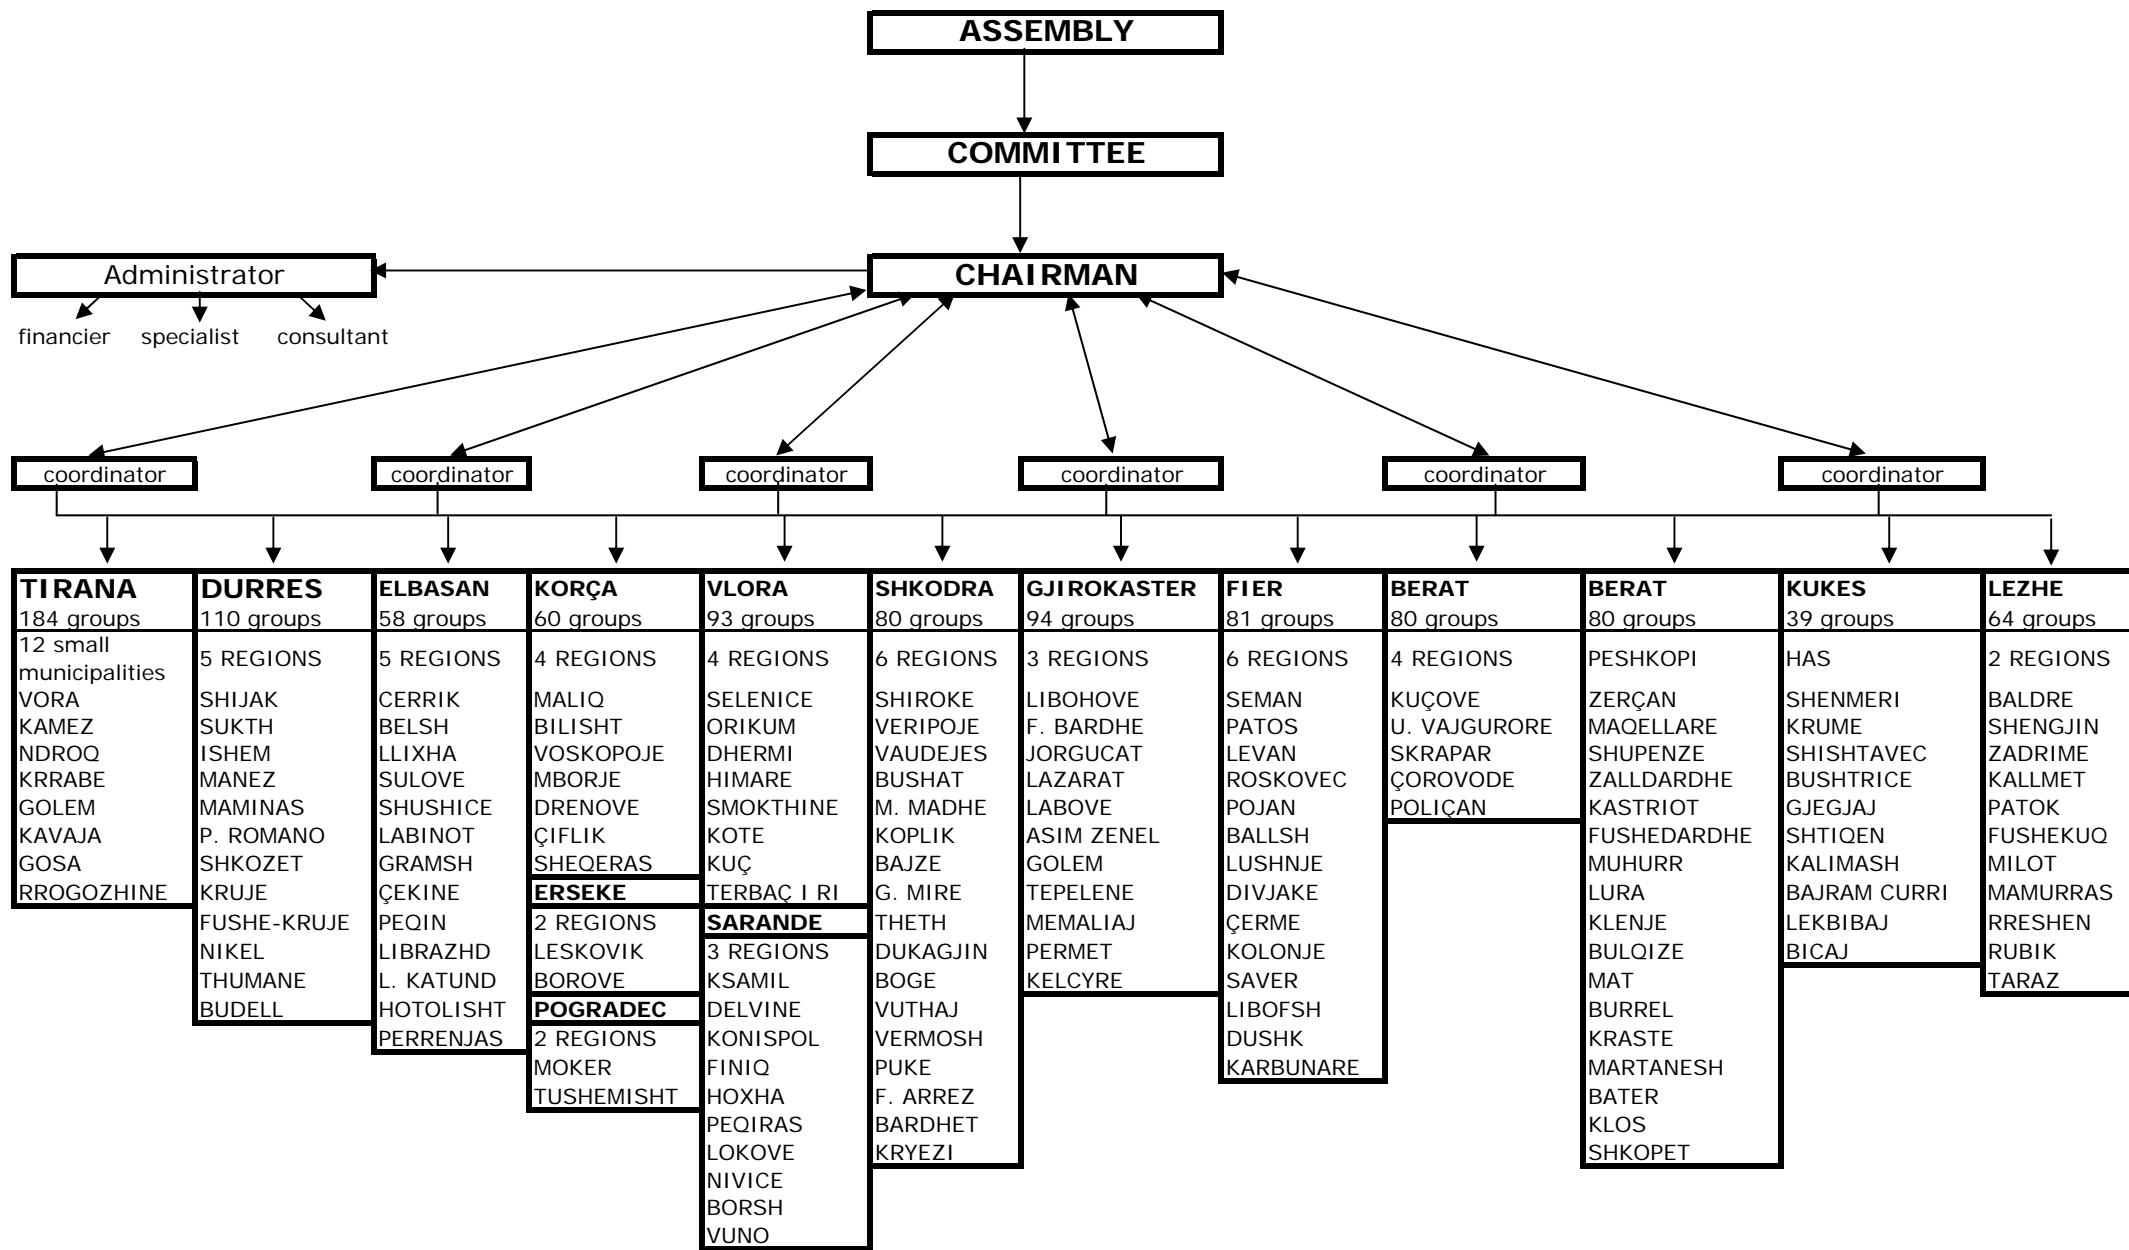 ASSEMBLY
COMMITTEE
CHAIRMAN
Administrator
financier
specialist
consultant
coordinator
coordinator
coordinator
coordinator
coordinator
coordinator
TIRANA
184 groups
12 small
municipalities
VORA
KAMEZ
NDROQ
KRRABE
GOLEM
KAVAJA
GOSA
RROGOZHINE
DURRES
110 groups
5 REGIONS
SHIJAK
SUKTH
ISHEM
MANEZ
MAMINAS
P. ROMANO
SHKOZET
KRUJE
FUSHE-KRUJE
NIKEL
THUMANE
BUDELL
ELBASAN
58 groups
5 REGIONS
CERRIK
BELSH
LLIXHA
SULOVE
SHUSHICE
LABINOT
GRAMSH
ÇEKINE
PEQIN
LIBRAZHD
L. KATUND
HOTOLISHT
PERRENJAS
KORÇA
60 groups
4 REGIONS
MALIQ
BILISHT
VOSKOPOJE
MBORJE
DRENOVE
ÇIFLIK
SHEQERAS
ERSEKE
2 REGIONS
LESKOVIK
BOROVE
POGRADEC
2 REGIONS
MOKER
TUSHEMISHT
VLORA
93 groups
4 REGIONS
SELENICE
ORIKUM
DHERMI
HIMARE
SMOKTHINE
KOTE
KUÇ
TERBAÇ I RI
SARANDE
3 REGIONS
KSAMIL
DELVINE
KONISPOL
FINIQ
HOXHA
PEQIRAS
LOKOVE
NIVICE
BORSH
VUNO
SHKODRA
80 groups
6 REGIONS
SHIROKE
VERIPOJE
VAUDEJES
BUSHAT
M. MADHE
KOPLIK
BAJZE
G. MIRE
THETH
DUKAGJIN
BOGE
VUTHAJ
VERMOSH
PUKE
F. ARREZ
BARDHET
KRYEZI
GJIROKASTER
94 groups
3 REGIONS
LIBOHOVE
F. BARDHE
JORGUCAT
LAZARAT
LABOVE
ASIM ZENEL
GOLEM
TEPELENE
MEMALIAJ
PERMET
KELCYRE
FIER
81 groups
6 REGIONS
SEMAN
PATOS
LEVAN
ROSKOVEC
POJAN
BALLSH
LUSHNJE
DIVJAKE
ÇERME
KOLONJE
SAVER
LIBOFSH
DUSHK
KARBUNARE
BERAT
80 groups
4 REGIONS
KUÇOVE
U. VAJGURORE
SKRAPAR
ÇOROVODE
POLIÇAN
BERAT
80 groups
PESHKOPI
ZERÇAN
MAQELLARE
SHUPENZE
ZALLDARDHE
KASTRIOT
FUSHEDARDHE
MUHURR
LURA
KLENJE
BULQIZE
MAT
BURREL
KRASTE
MARTANESH
BATER
KLOS
SHKOPET
KUKES
39 groups
HAS
SHENMERI
KRUME
SHISHTAVEC
BUSHTRICE
GJEGJAJ
SHTIQEN
KALIMASH
BAJRAM CURRI
LEKBIBAJ
BICAJ
LEZHE
64 groups
2 REGIONS
BALDRE
SHENGJIN
ZADRIME
KALLMET
PATOK
FUSHEKUQ
MILOT
MAMURRAS
RRESHEN
RUBIK
TARAZ